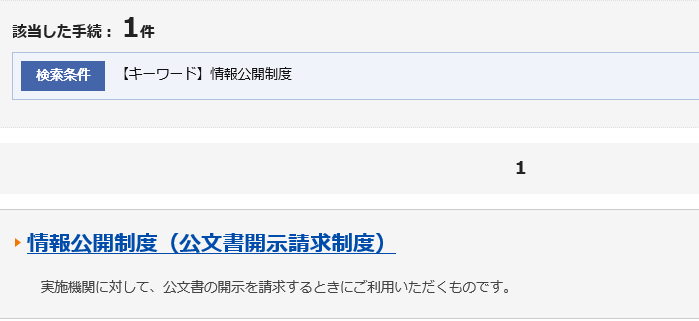 該当した手続： 1件
検索条件 【キーワード】情報公開制度
1
情報公開制度（公文書開示請求制度）
実施機関に対して、公文書の開示を請求するときにご利用いただくものです。